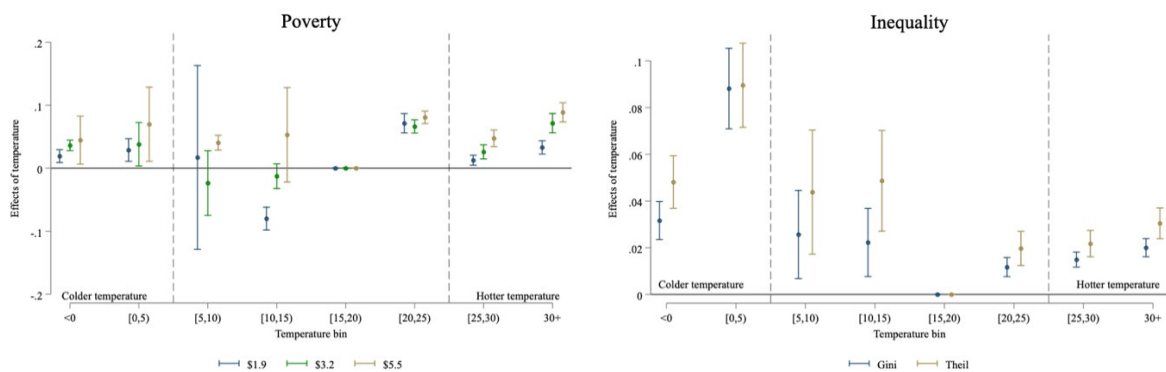 Poverty
.2
.1
0
-.1
-.2
Effects of temperature
Colder temperature
Hotter temperature
<0 [0,5) [5,10) [10,15) [15,20) [20,25) [25,30) 30+
Temperature bin
$1.9 $3.2 $5.5
Inequality
.1
.08
.06
.04
.02
0
Effects of temperature
Colder temperature
Hotter temperature
<0 [0,5) [5,10) [10,15) [15,20) [20,25) [25,30) 30+
Temperature bin
Gini Theil